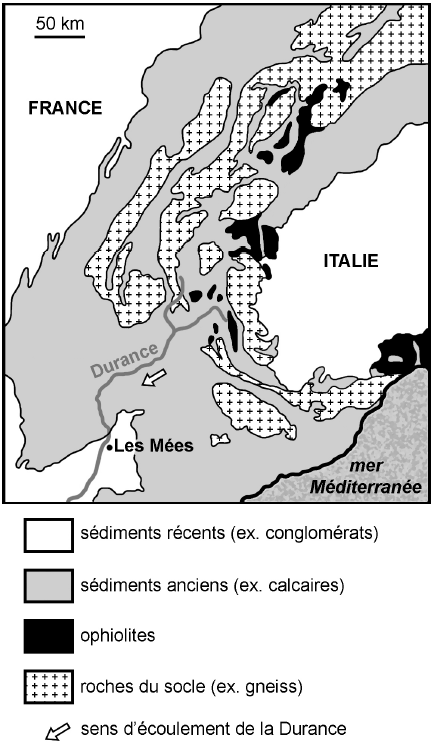 50 km
FRANCE
ITALIE
Durance
Les Mées
mer
Méditerranée
sédiments récents (ex. conglomérats)
sédiments anciens (ex. calcaires)
ophiolites
roches du socle (ex. gneiss)
sens d'écoulement de la Durance